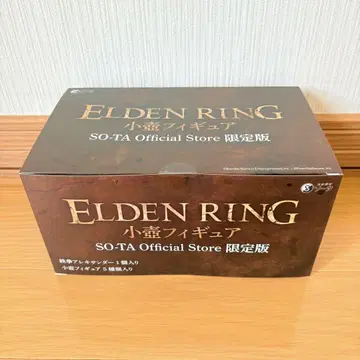 ELDEN RING
小壺フィギュア
SO-TA Official Store 限定版
ELDEN RING
小壺フィギュア
SO-TA Official Store 限定版
鉄拳アレキサンダー1個入り
小壺フィギュア5種類入り